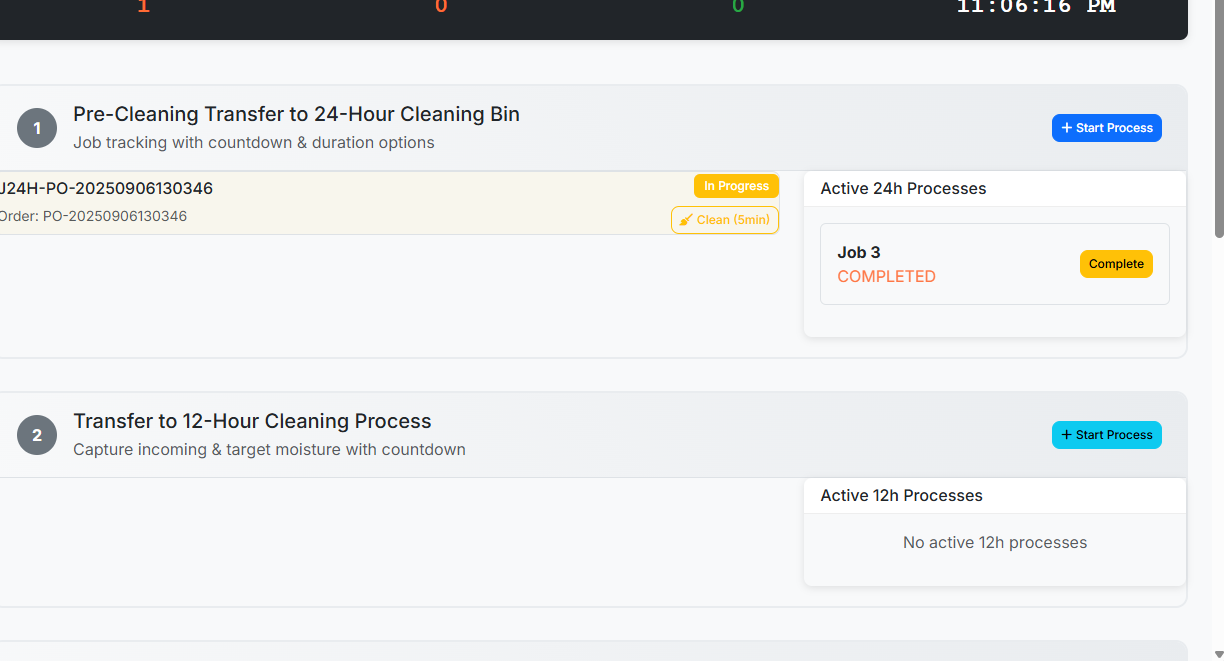 1 0 0 11:06:16 PM
1
Pre-Cleaning Transfer to 24-Hour Cleaning Bin
Job tracking with countdown & duration options
+ Start Process
J24H-PO-20250906130346
In Progress
Order: PO-20250906130346
Clean (5min)
Active 24h Processes
Job 3
COMPLETED
Complete
2
Transfer to 12-Hour Cleaning Process
Capture incoming & target moisture with countdown
+ Start Process
Active 12h Processes
No active 12h processes